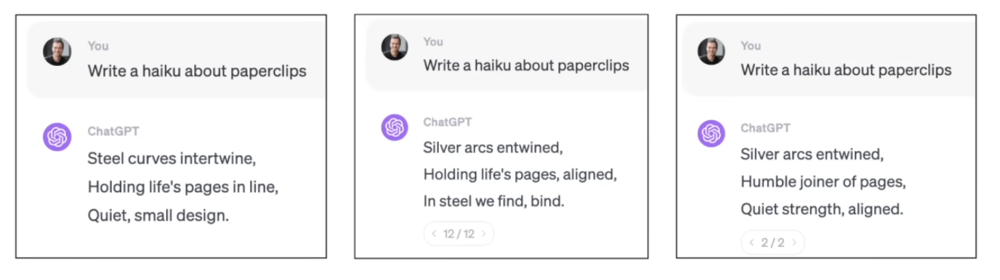 You
Write a haiku about paperclips
ChatGPT
Steel curves intertwine,
Holding life's pages in line,
Quiet, small design.
You
Write a haiku about paperclips
ChatGPT
Silver arcs entwined,
Holding life's pages, aligned,
In steel we find, bind.
< 12 / 12 >
You
Write a haiku about paperclips
ChatGPT
Silver arcs entwined,
Humble joiner of pages,
Quiet strength, aligned.
< 2 / 2 >